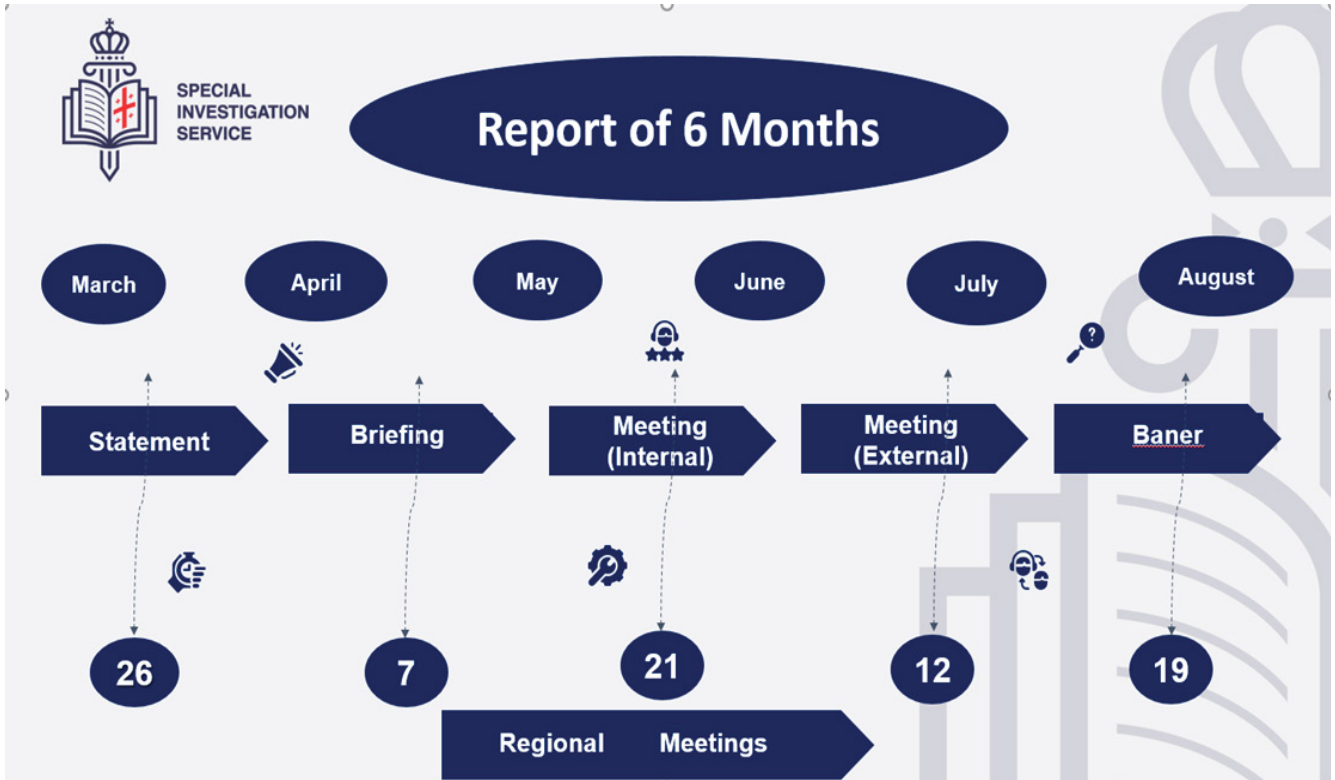 SPECIAL
INVESTIGATION
SERVICE
Report of 6 Months
March
April
May
June
July
August
?
Statement
Briefing
Meeting
(Internal)
Meeting
(External)
Baner
26
7
21
12
19
Regional Meetings